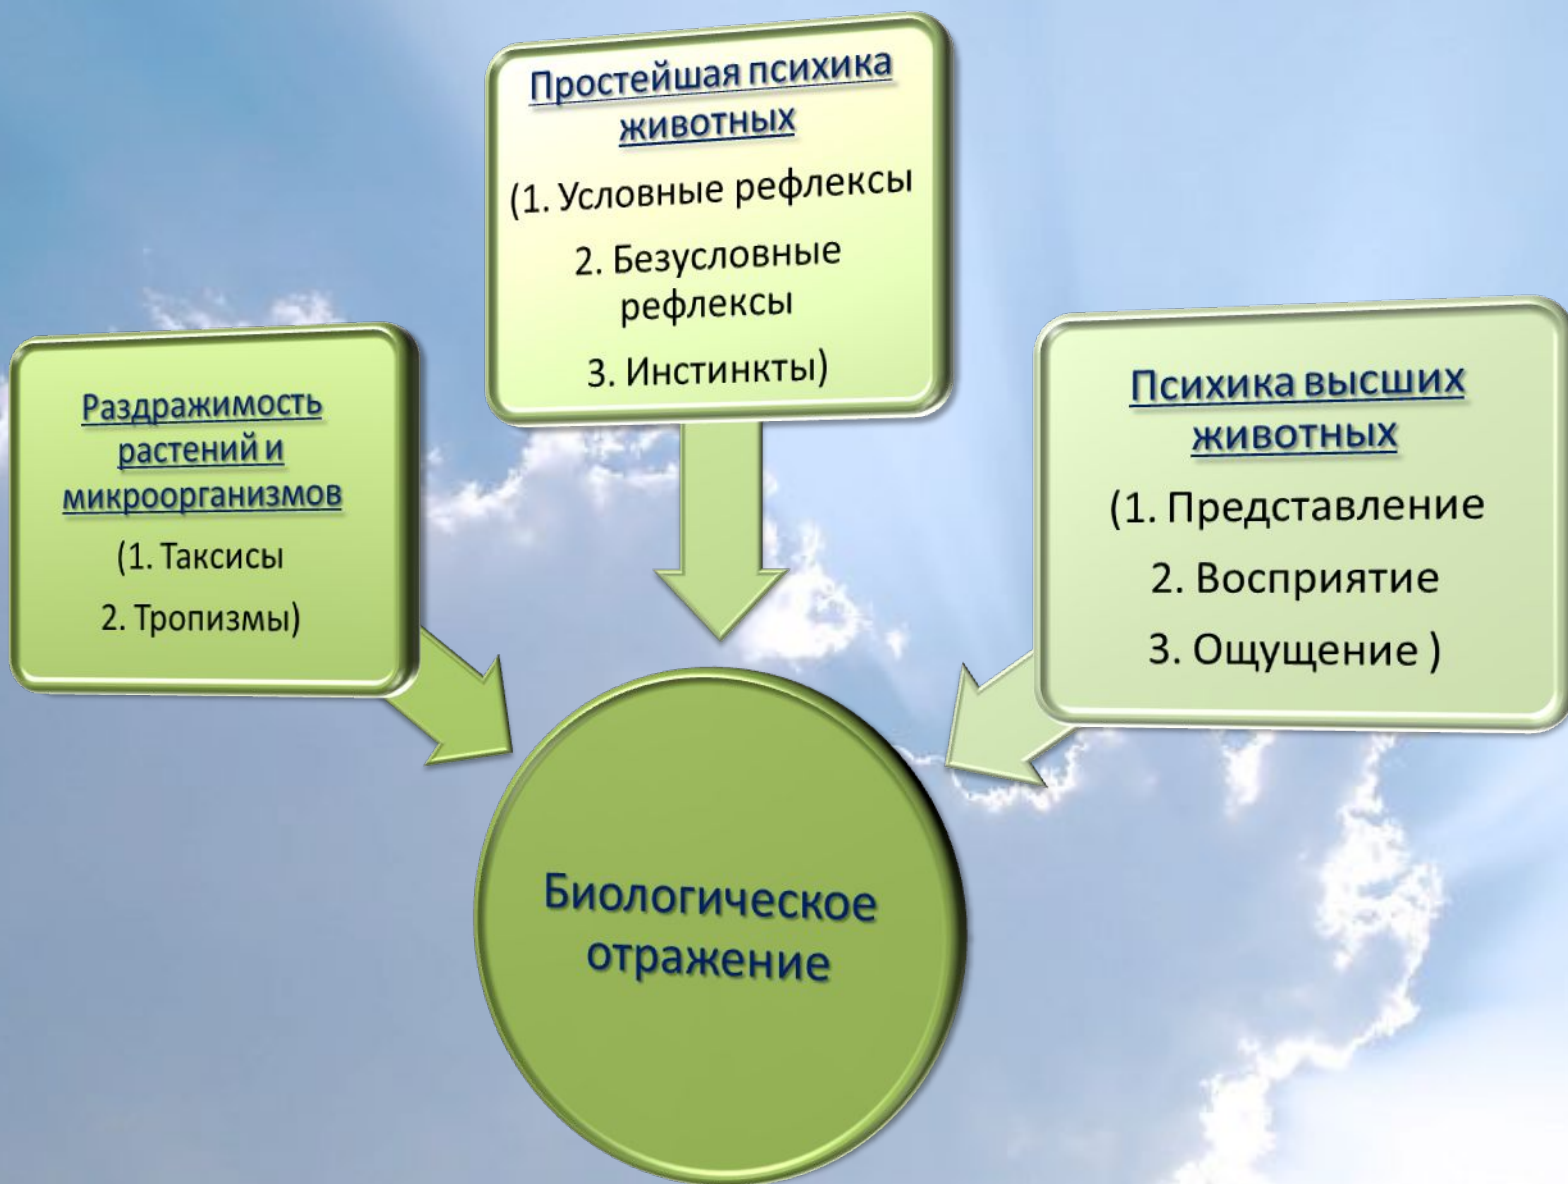 Простейшая психика
животных
(1. Условные рефлексы
2. Безусловные
рефлексы
3. Инстинкты)
Раздражимость
растений и
микроорганизмов
(1. Таксисы
2. Тропизмы)
Психика высших
животных
(1. Представление
2. Восприятие
3. Ощущение )
Биологическое
отражение